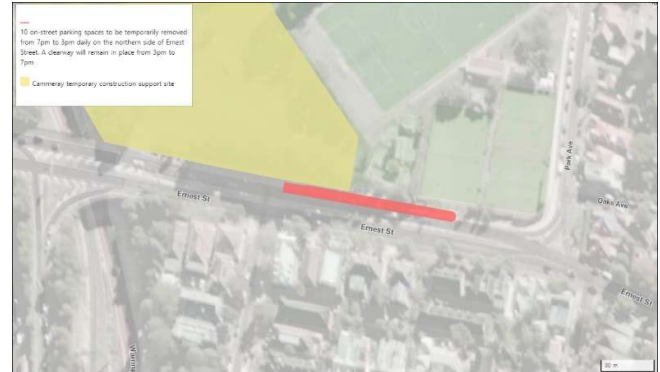 10 on-street parking spaces to be temporarily removed
from 7pm to 3pm daily on the northern side of Ernest
Street. A clearway will remain in place from 3pm to
7pm
Cammeray temporary construction support site
Park Ave
Ernest St
Oaks Ave
Ernest St
Ernest St
30 m